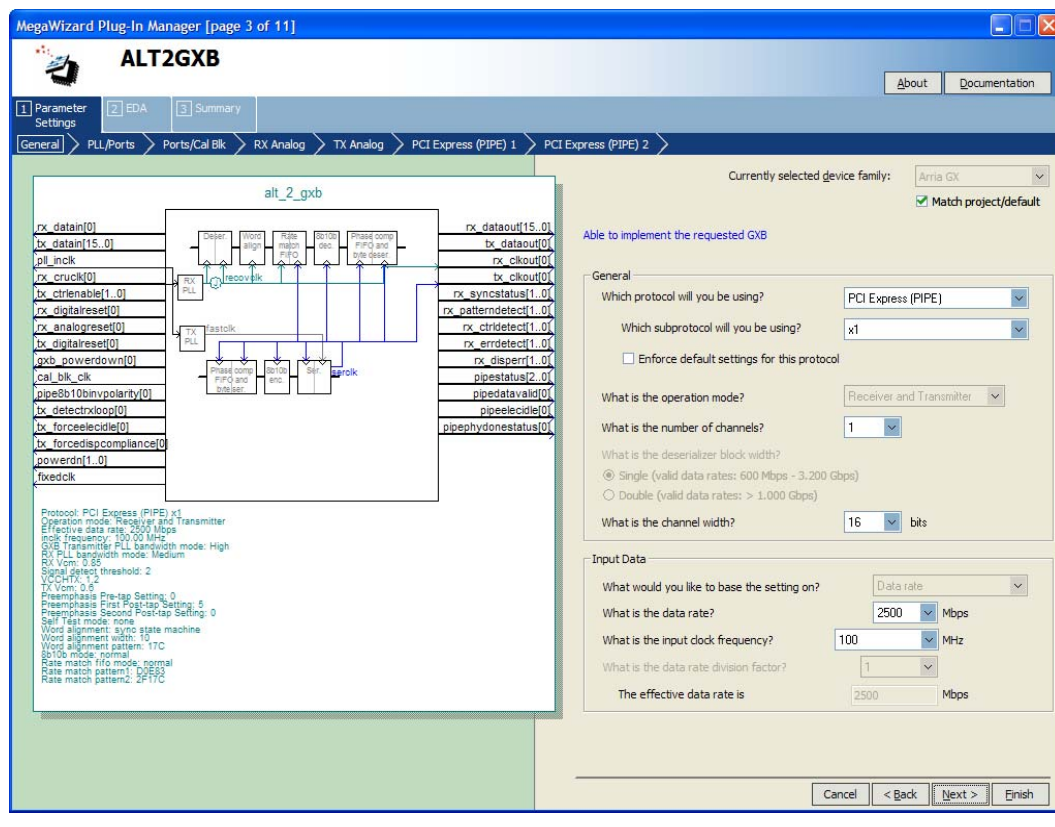 MegaWizard Plug-In Manager [page 3 of 11]
ALT2GXB
About
Documentation
1 Parameter Settings
2 EDA
3 Summary
General
PLL/Ports
Ports/Cal Blk
RX Analog
TX Analog
PCI Express (PIPE) 1
PCI Express (PIPE) 2
Currently selected device family:
Arria GX
Match project/default
Able to implement the requested GXB
alt_2_gxb
rx_datain[0]
tx_datain[15..0]
pll_inclk
rx_cruclk[0]
tx_ctrlenable[1..0]
rx_digitalreset[0]
rx_analogreset[0]
tx_digitalreset[0]
gxb_powerdown[0]
cal_blk_clk
pipe8b10binvpolarity[0]
tx_detectrxloop[0]
tx_forceelecidle[0]
tx_forcedispcompliance[0]
powerdn[1..0]
fixedclk
Deser.
Word align
Rate match FIFO
8b10b dec.
Phase comp FIFO and byte deser.
RX PLL
recovclk
TX PLL
fastclk
Phase comp FIFO and byte ser.
8b10b enc.
Ser.
serclk
rx_dataout[15..0]
tx_dataout[0]
rx_clkout[0]
tx_clkout[0]
rx_syncstatus[1..0]
rx_patterndetect[1..0]
rx_ctrldetect[1..0]
rx_errdetect[1..0]
rx_disperr[1..0]
pipestatus[2..0]
pipedatavalid[0]
pipeelecidle[0]
pipephydonestatus[0]
Protocol: PCI Express (PIPE) x1
Operation mode: Receiver and Transmitter
Effective data rate: 2500 Mbps
inclk frequency: 100.00 MHz
GXB Transmitter PLL bandwidth mode: High
RX PLL bandwidth mode: Medium
RX Vcm: 0.85
Signal detect threshold: 2
VCCHTX: 1.2
TX Vcm: 0.6
Preemphasis Pre-tap Setting: 0
Preemphasis First Post-tap Setting: 5
Preemphasis Second Post-tap Setting: 0
Self Test mode: none
Word alignment: sync state machine
Word alignment width: 10
Word alignment pattern: 17C
8b10b mode: normal
Rate match fifo mode: normal
Rate match pattern1: D0E83
Rate match pattern2: 2F17C
General
Which protocol will you be using?
PCI Express (PIPE)
Which subprotocol will you be using?
x1
Enforce default settings for this protocol
What is the operation mode?
Receiver and Transmitter
What is the number of channels?
1
What is the deserializer block width?
Single (valid data rates: 600 Mbps - 3.200 Gbps)
Double (valid data rates: > 1.000 Gbps)
What is the channel width?
16 bits
Input Data
What would you like to base the setting on?
Data rate
What is the data rate?
2500 Mbps
What is the input clock frequency?
100 MHz
What is the data rate division factor?
1
The effective data rate is
2500 Mbps
Cancel
< Back
Next >
Finish